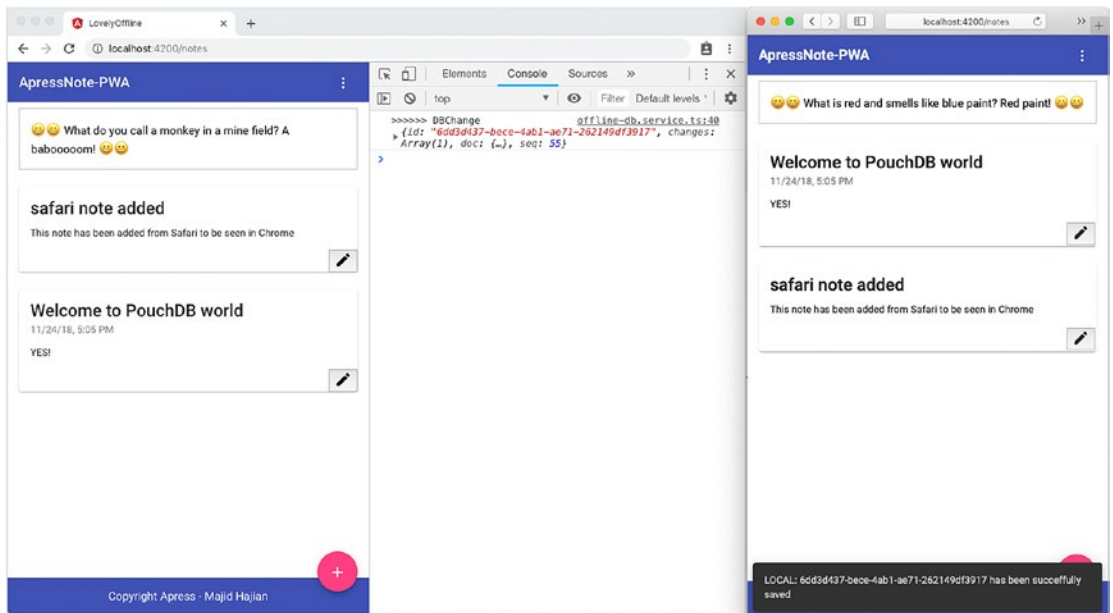 LovelyOffline
localhost:4200/notes
ApressNote-PWA
😀😀 What do you call a monkey in a mine field? A
babooooom! 😀😀
safari note added
This note has been added from Safari to be seen in Chrome
Welcome to PouchDB world
11/24/18, 5:05 PM
YES!
+
Copyright Apress - Majid Hajian
Elements Console Sources »
top Filter Default levels
>>>>>> DBChange offline-db.service.ts:40
{id: "6dd3d437-bece-4ab1-ae71-262149df3917", changes:
Array(1), doc: {…}, seq: 55}
>
localhost:4200/notes
ApressNote-PWA
😀😀 What is red and smells like blue paint? Red paint! 😀😀
Welcome to PouchDB world
11/24/18, 5:05 PM
YES!
safari note added
This note has been added from Safari to be seen in Chrome
LOCAL: 6dd3d437-bece-4ab1-ae71-262149df3917 has been succeffully
saved